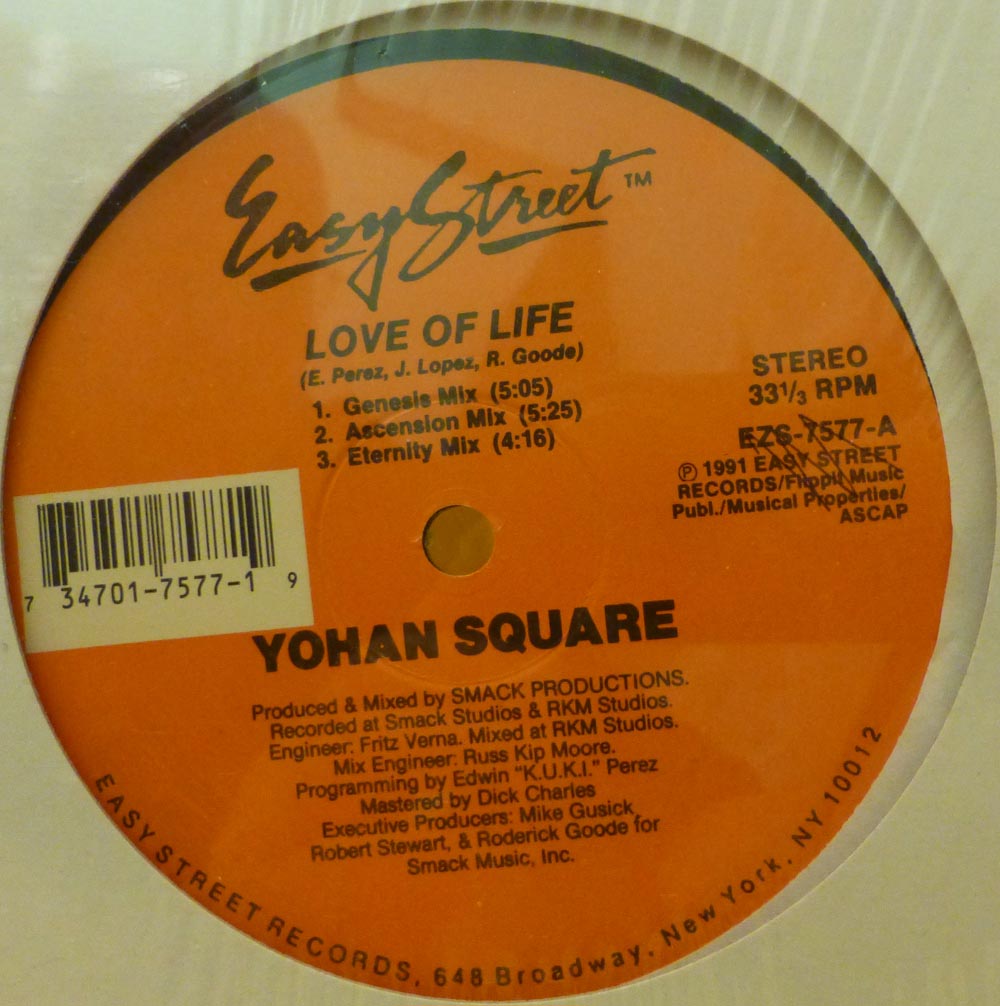 Easy Street ™
LOVE OF LIFE
(E. Perez, J. Lopez, R. Goode)
1. Genesis Mix (5:05)
2. Ascension Mix (5:25)
3. Eternity Mix (4:16)
STEREO
33 1/3 RPM
EZS-7577-A
℗ 1991 EASY STREET
RECORDS/Flippit Music
Publ./Musical Properties/
ASCAP
7 34701-7577-1 9
YOHAN SQUARE
Produced & Mixed by SMACK PRODUCTIONS.
Recorded at Smack Studios & RKM Studios.
Engineer: Fritz Verna. Mixed at RKM Studios.
Mix Engineer: Russ Kip Moore.
Programming by Edwin "K.U.K.I." Perez
Mastered by Dick Charles
Executive Producers: Mike Gusick,
Robert Stewart, & Roderick Goode for
Smack Music, Inc.
EASY STREET RECORDS, 648 Broadway, New York, NY 10012